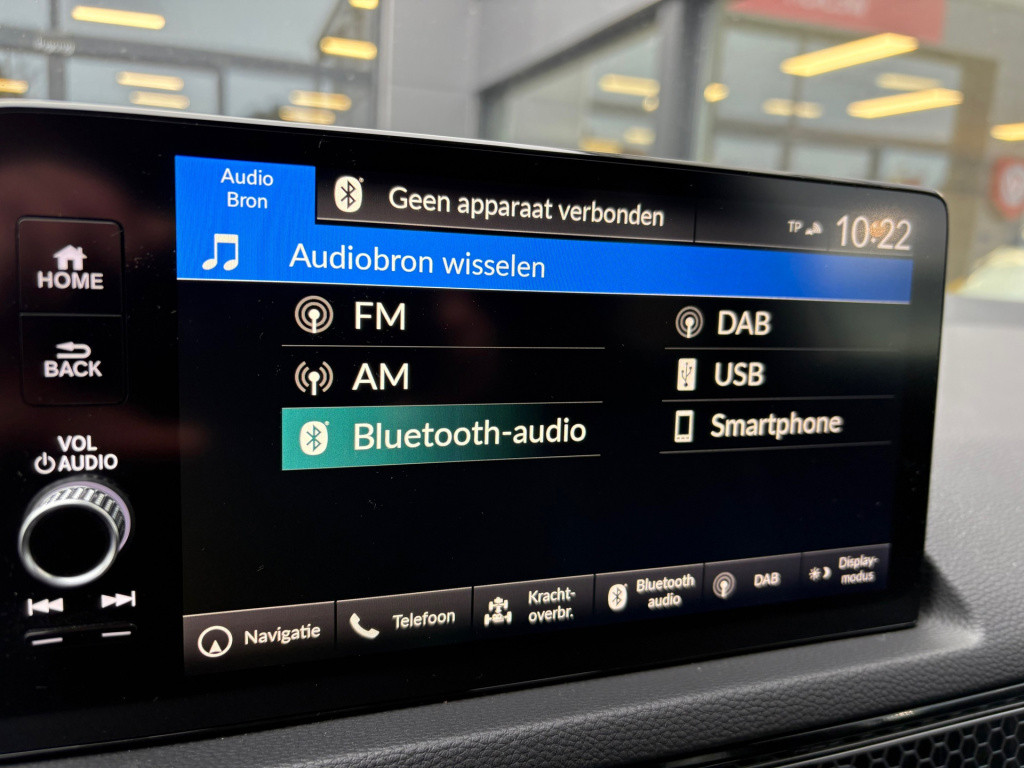 Audio
Bron
Geen apparaat verbonden
TP
10:22
Audiobron wisselen
HOME
BACK
VOL
AUDIO
FM
DAB
AM
USB
Bluetooth-audio
Smartphone
Navigatie
Telefoon
Kracht-
overbr.
Bluetooth
audio
DAB
Display-
modus